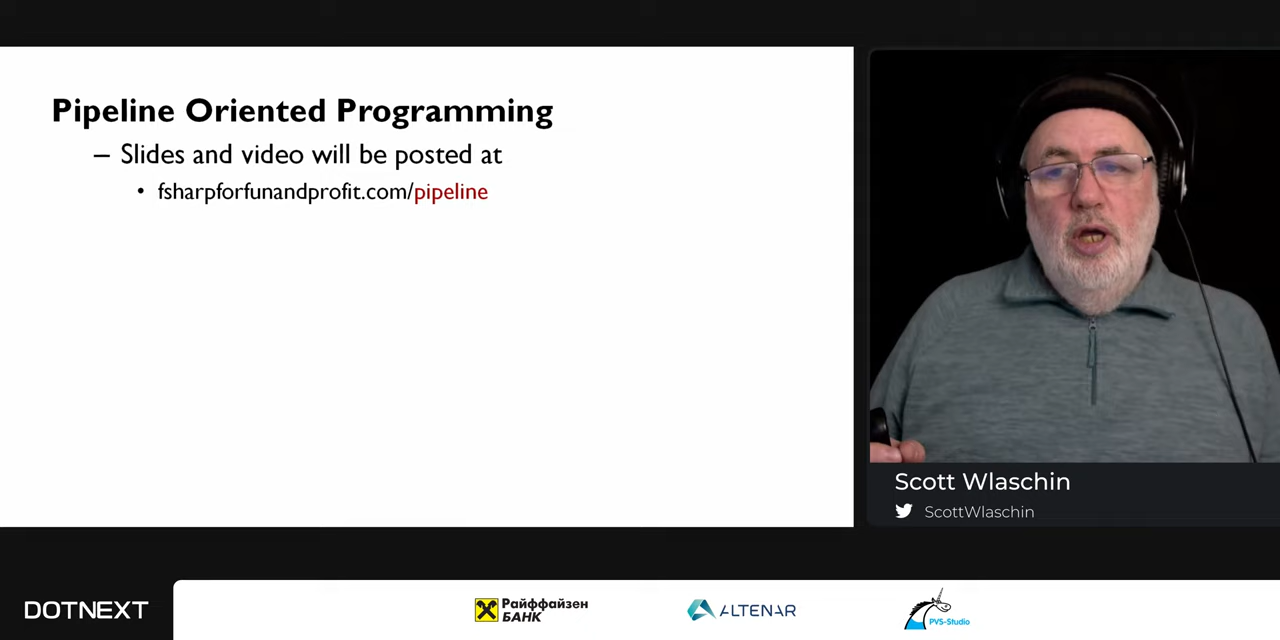 Pipeline Oriented Programming
– Slides and video will be posted at
• fsharpforfunandprofit.com/pipeline
Scott Wlaschin
ScottWlaschin
DOTNEXT
Райффайзен
БАНК
ALTENAR
PVS-Studio